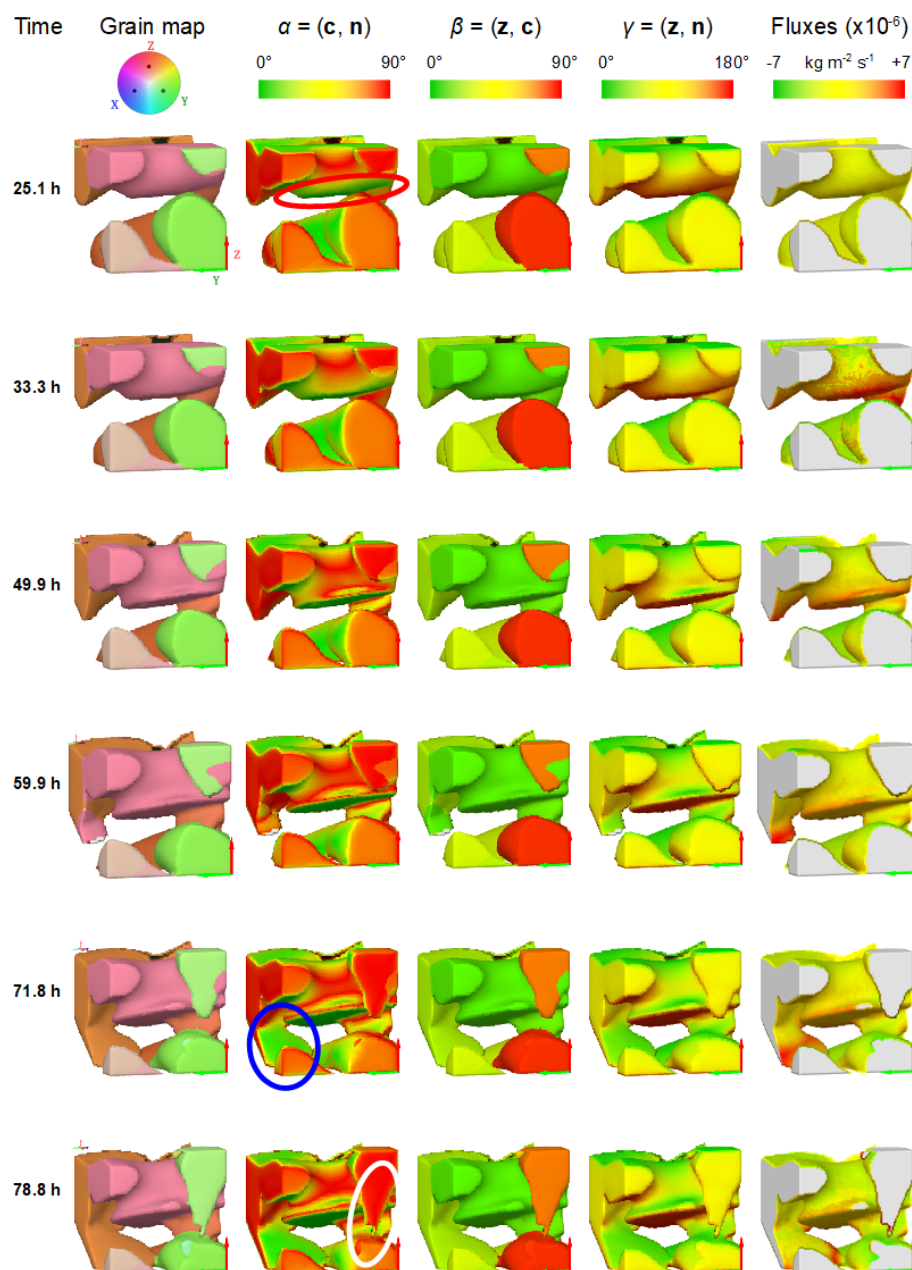 Time Grain map α = (c, n) β = (z, c) γ = (z, n) Fluxes (x10⁻⁶)
0° 90° 0° 90° 0° 180° -7 kg m⁻² s⁻¹ +7
Z
X Y
25.1 h
Z
Y
33.3 h
49.9 h
59.9 h
71.8 h
78.8 h